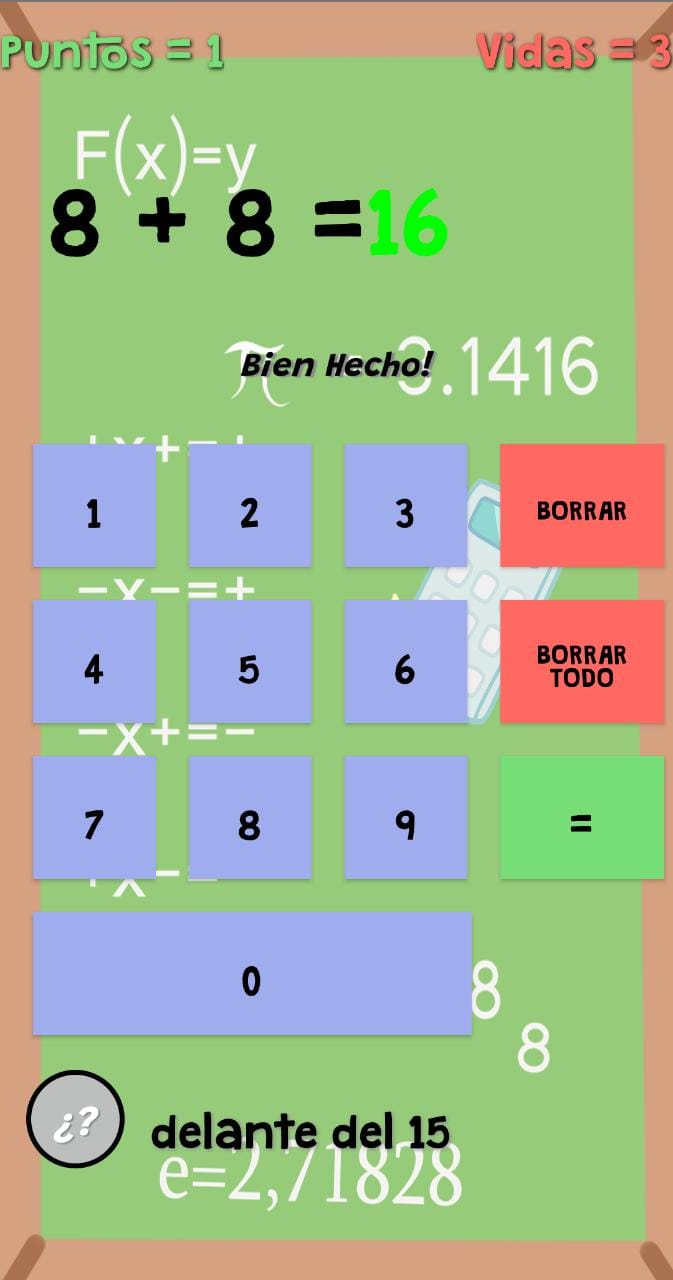 Puntos = 1
Vidas = 3
F(x)=y
8 + 8 =16
π = 3.1416
Bien Hecho!
1 2 3 BORRAR
-x-=+
4 5 6 BORRAR
TODO
-x+=-
7 8 9 =
0
8
8
¿? delante del 15
e=2,71828